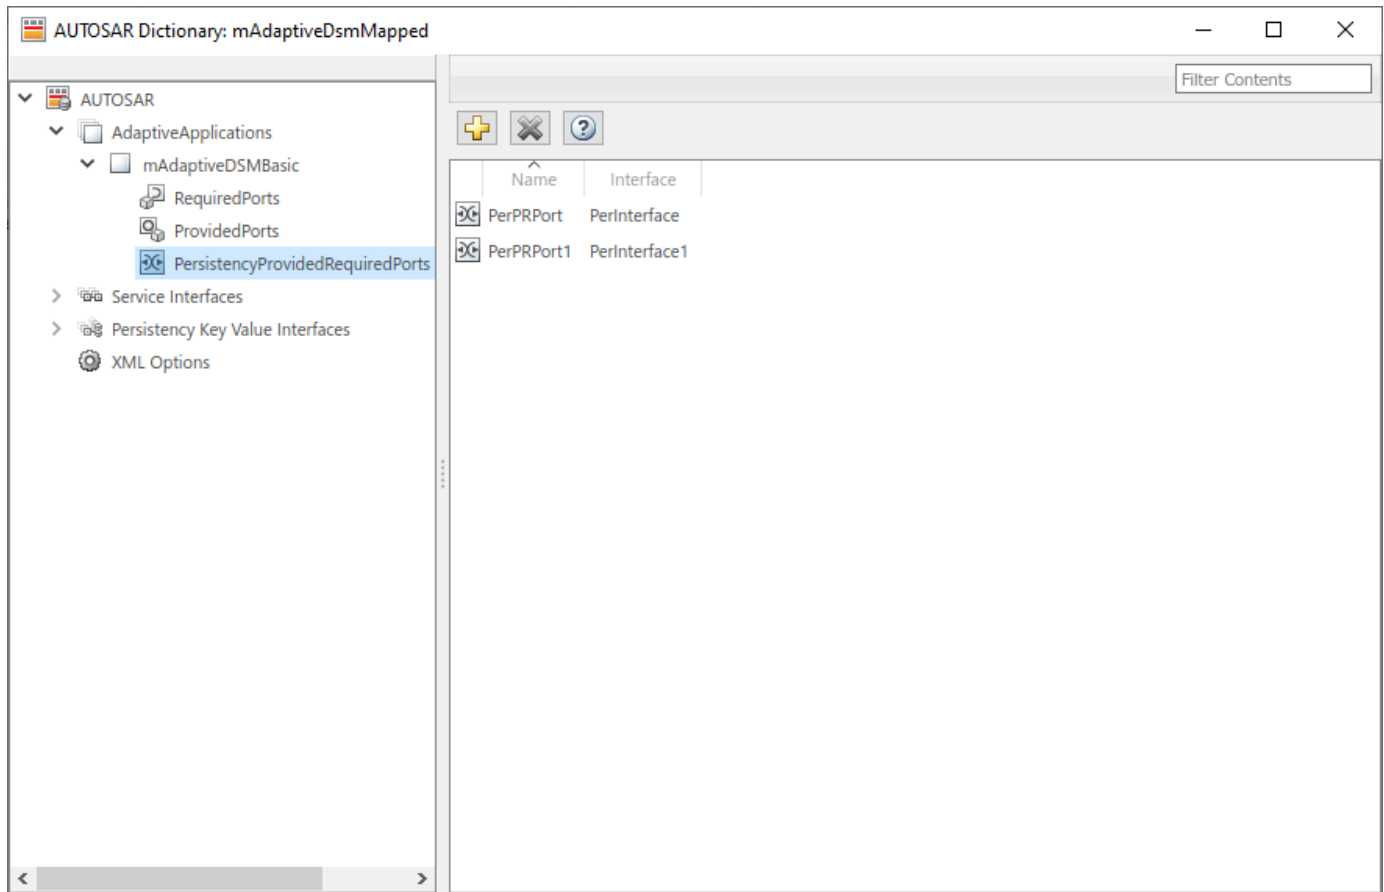 AUTOSAR Dictionary: mAdaptiveDsmMapped
Filter Contents
AUTOSAR
AdaptiveApplications
mAdaptiveDSMBasic
RequiredPorts
ProvidedPorts
PersistencyProvidedRequiredPorts
Service Interfaces
Persistency Key Value Interfaces
XML Options
Name Interface
PerPRPort PerInterface
PerPRPort1 PerInterface1